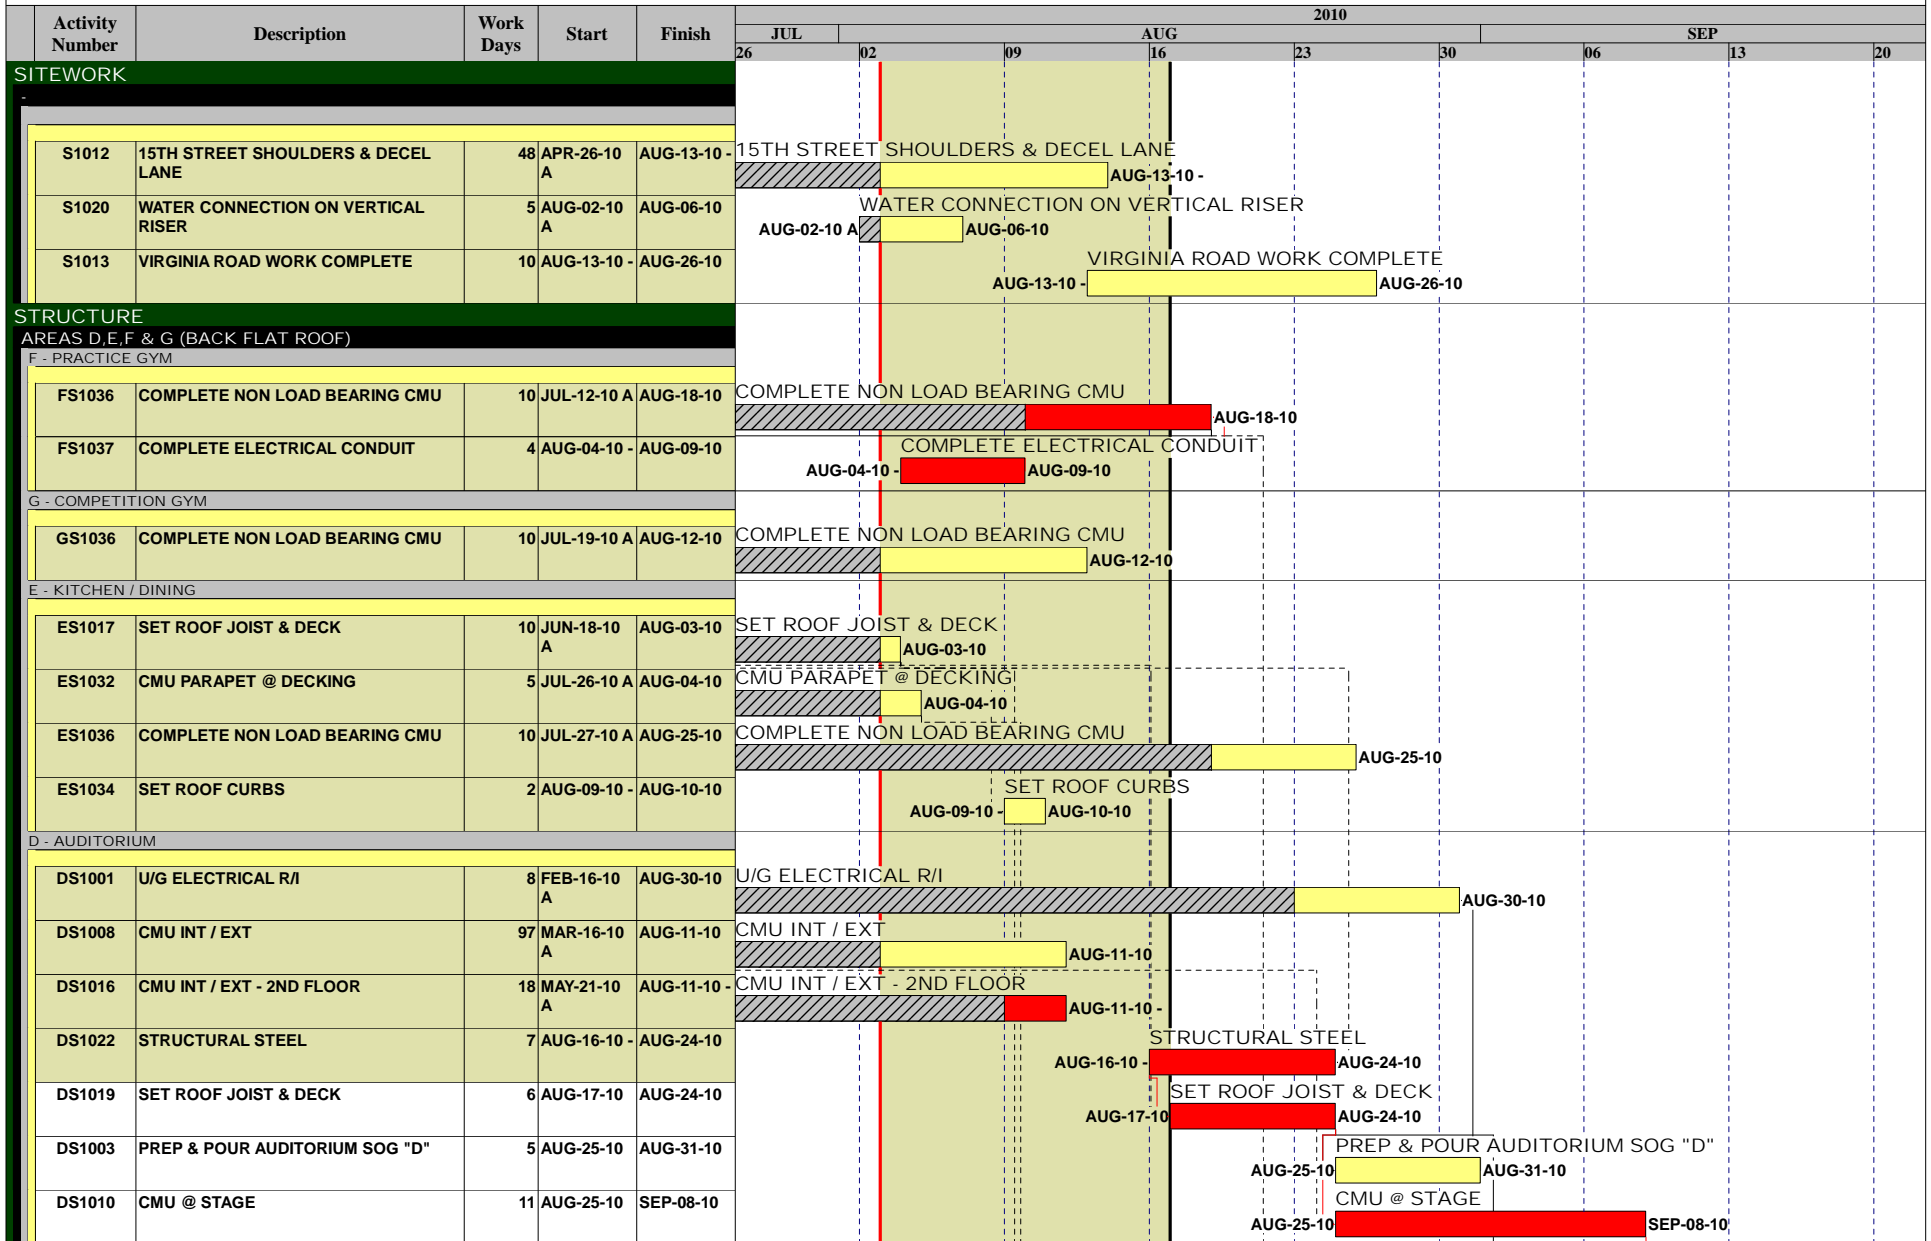 Activity Number Description Work Days Start Finish
2010
JUL AUG SEP
26 02 09 16 23 30 06 13 20
SITEWORK
-
S1012 15TH STREET SHOULDERS & DECEL LANE 48 APR-26-10 A AUG-13-10 -
15TH STREET SHOULDERS & DECEL LANE
AUG-13-10 -
S1020 WATER CONNECTION ON VERTICAL RISER 5 AUG-02-10 A AUG-06-10
WATER CONNECTION ON VERTICAL RISER
AUG-02-10 A AUG-06-10
S1013 VIRGINIA ROAD WORK COMPLETE 10 AUG-13-10 - AUG-26-10
VIRGINIA ROAD WORK COMPLETE
AUG-13-10 - AUG-26-10
STRUCTURE
AREAS D,E,F & G (BACK FLAT ROOF)
F - PRACTICE GYM
FS1036 COMPLETE NON LOAD BEARING CMU 10 JUL-12-10 A AUG-18-10
COMPLETE NON LOAD BEARING CMU
AUG-18-10
FS1037 COMPLETE ELECTRICAL CONDUIT 4 AUG-04-10 - AUG-09-10
COMPLETE ELECTRICAL CONDUIT
AUG-04-10 - AUG-09-10
G - COMPETITION GYM
GS1036 COMPLETE NON LOAD BEARING CMU 10 JUL-19-10 A AUG-12-10
COMPLETE NON LOAD BEARING CMU
AUG-12-10
E - KITCHEN / DINING
ES1017 SET ROOF JOIST & DECK 10 JUN-18-10 A AUG-03-10
SET ROOF JOIST & DECK
AUG-03-10
ES1032 CMU PARAPET @ DECKING 5 JUL-26-10 A AUG-04-10
CMU PARAPET @ DECKING
AUG-04-10
ES1036 COMPLETE NON LOAD BEARING CMU 10 JUL-27-10 A AUG-25-10
COMPLETE NON LOAD BEARING CMU
AUG-25-10
ES1034 SET ROOF CURBS 2 AUG-09-10 - AUG-10-10
SET ROOF CURBS
AUG-09-10 - AUG-10-10
D - AUDITORIUM
DS1001 U/G ELECTRICAL R/I 8 FEB-16-10 A AUG-30-10
U/G ELECTRICAL R/I
AUG-30-10
DS1008 CMU INT / EXT 97 MAR-16-10 A AUG-11-10
CMU INT / EXT
AUG-11-10
DS1016 CMU INT / EXT - 2ND FLOOR 18 MAY-21-10 A AUG-11-10 -
CMU INT / EXT - 2ND FLOOR
AUG-11-10 -
DS1022 STRUCTURAL STEEL 7 AUG-16-10 - AUG-24-10
STRUCTURAL STEEL
AUG-16-10 - AUG-24-10
DS1019 SET ROOF JOIST & DECK 6 AUG-17-10 AUG-24-10
SET ROOF JOIST & DECK
AUG-17-10 AUG-24-10
DS1003 PREP & POUR AUDITORIUM SOG "D" 5 AUG-25-10 AUG-31-10
PREP & POUR AUDITORIUM SOG "D"
AUG-25-10 AUG-31-10
DS1010 CMU @ STAGE 11 AUG-25-10 SEP-08-10
CMU @ STAGE
AUG-25-10 SEP-08-10